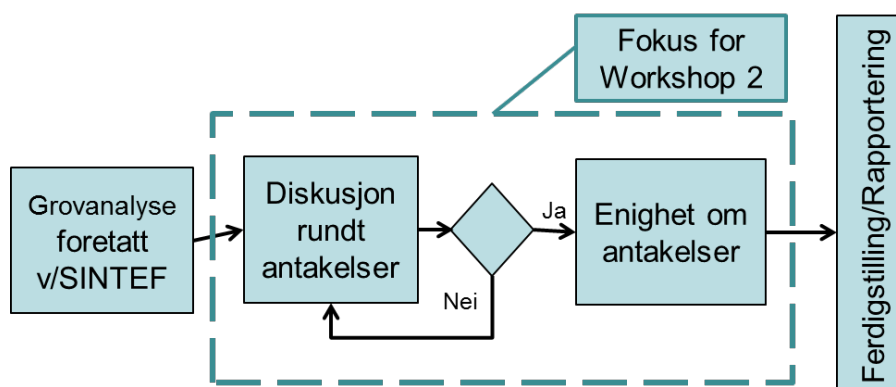 Fokus for
Workshop 2
Grovanalyse
foretatt
v/SINTEF
Diskusjon
rundt
antakelser
Ja
Nei
Enighet om
antakelser
Ferdigstilling/Rapportering